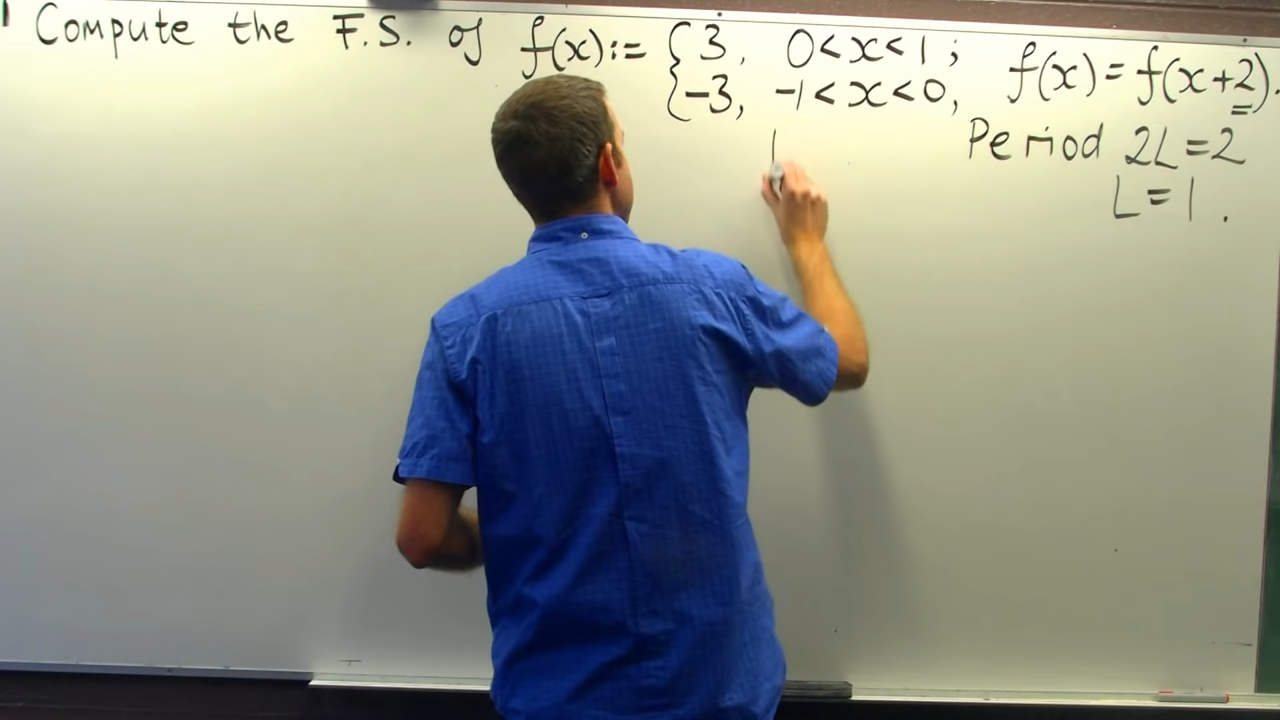 Compute the F.S. of f(x):= { 3, 0<x<1; f(x)=f(x+2).
-3, -1<x<0,
Period 2L=2
L=1.